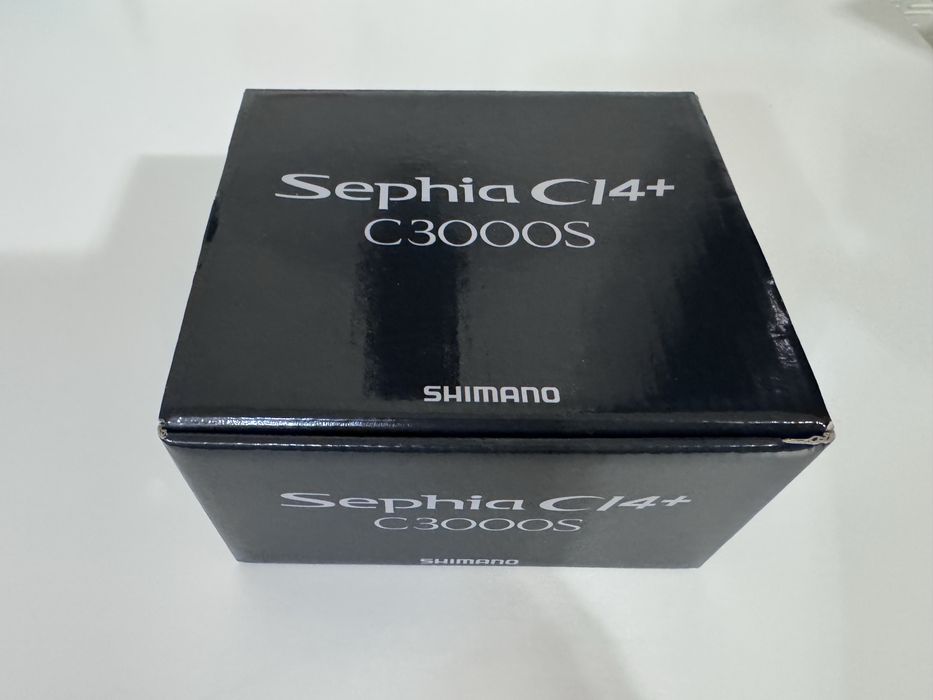 Sephia CI4+
C3000S
SHIMANO
Sephia CI4+
C3000S
SHIMANO